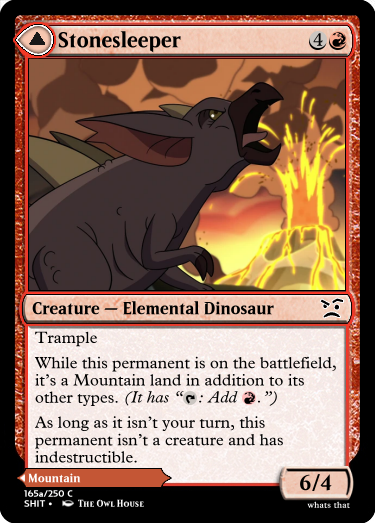 Stonesleeper 4
Creature — Elemental Dinosaur
Trample
While this permanent is on the battlefield,
it's a Mountain land in addition to its
other types. (It has “: Add .”)
As long as it isn't your turn, this
permanent isn't a creature and has
indestructible.
Mountain
6/4
165a/250 C
SHIT • THE OWL HOUSE
whats that